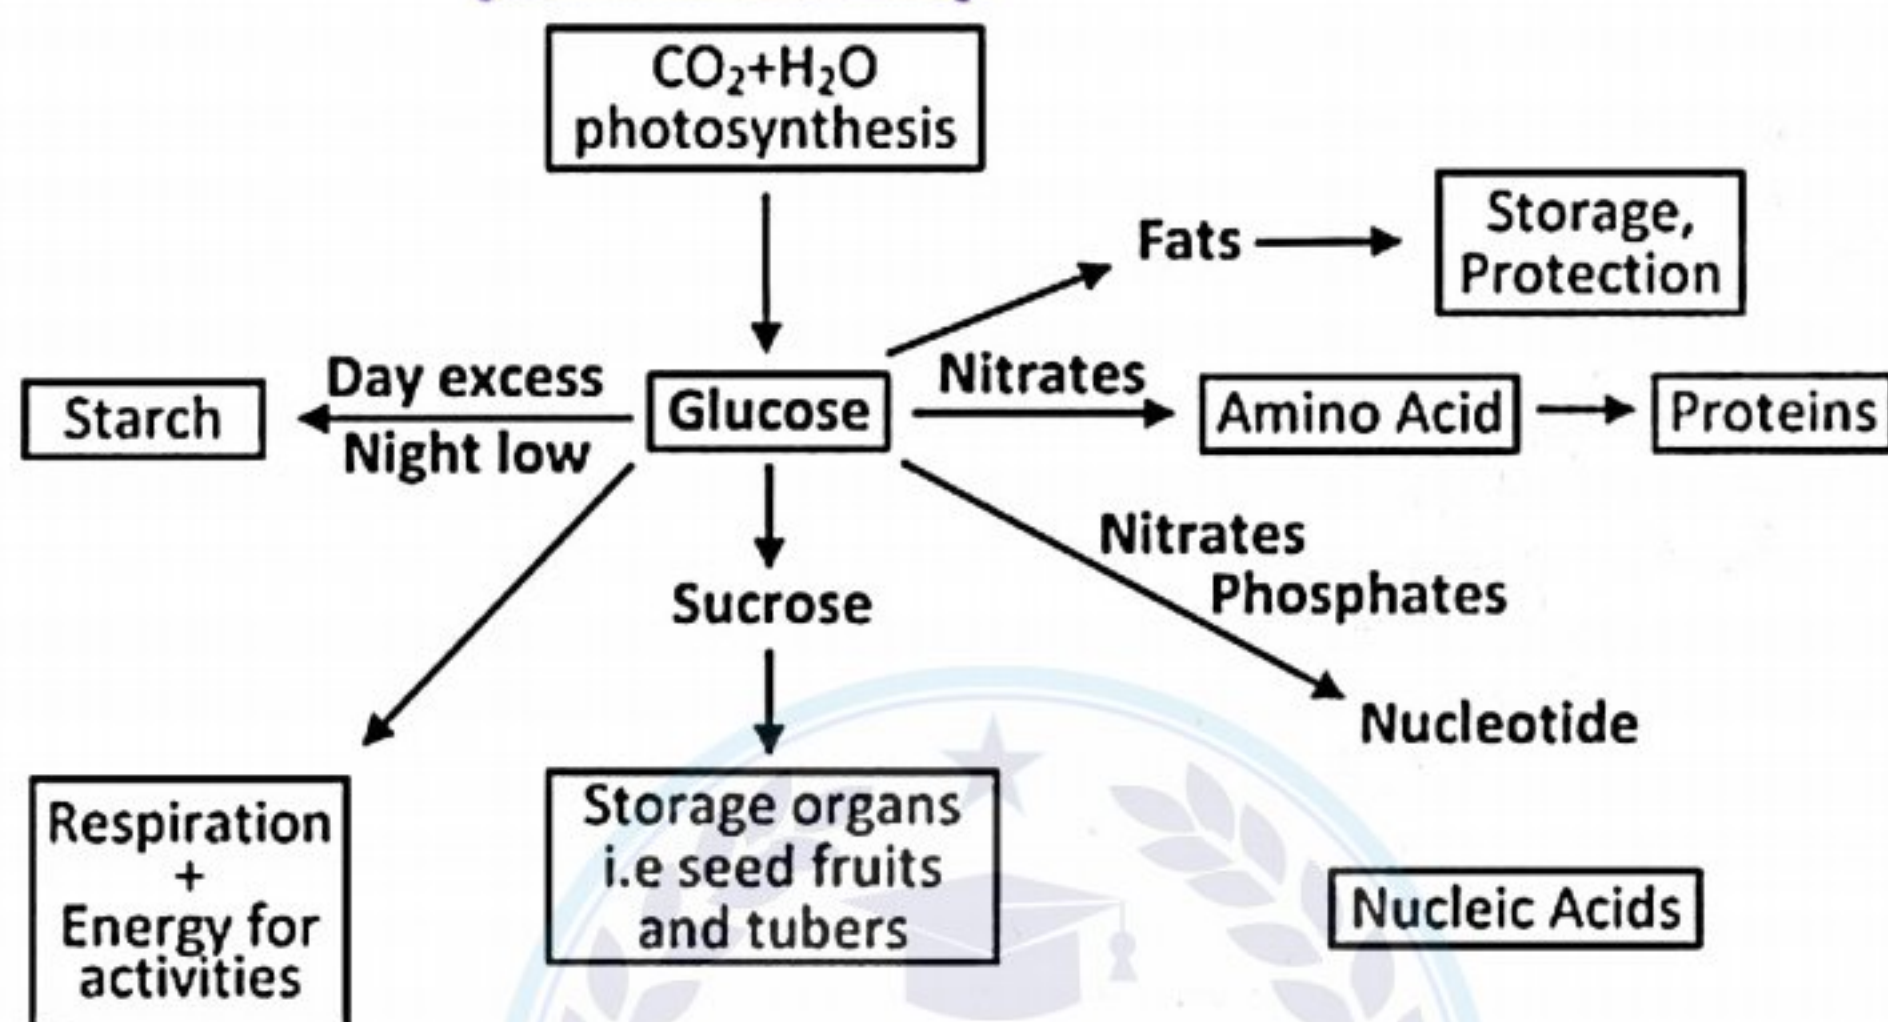 CO₂+H₂O
photosynthesis
Fats
Storage,
Protection
Day excess
Night low
Starch
Glucose
Nitrates
Amino Acid
Proteins
Sucrose
Nitrates
Phosphates
Nucleotide
Respiration
+
Energy for
activities
Storage organs
i.e seed fruits
and tubers
Nucleic Acids